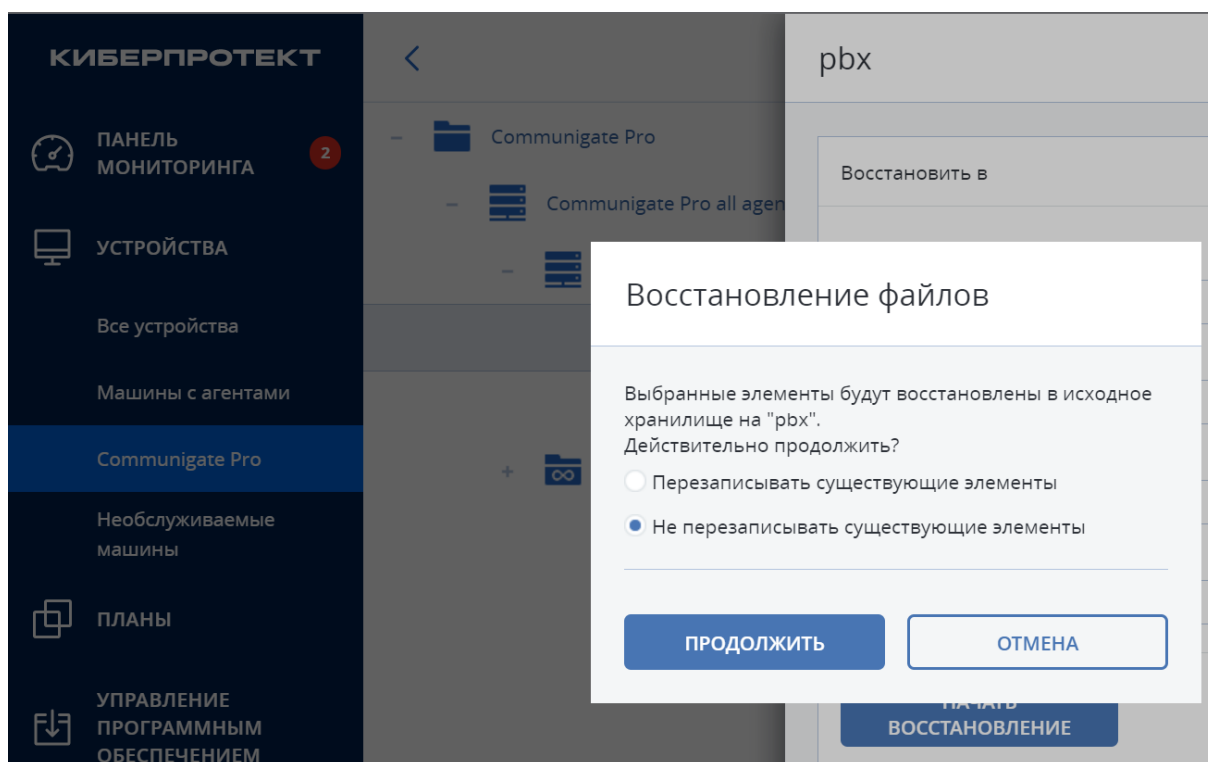 КИБЕРПРОТЕКТ
ПАНЕЛЬ
МОНИТОРИНГА
2
УСТРОЙСТВА
Все устройства
Машины с агентами
Communigate Pro
Необслуживаемые
машины
ПЛАНЫ
УПРАВЛЕНИЕ
ПРОГРАММНЫМ
ОБЕСПЕЧЕНИЕМ
Communigate Pro
Communigate Pro all agen
pbx
Восстановить в
Восстановление файлов
Выбранные элементы будут восстановлены в исходное
хранилище на "pbx".
Действительно продолжить?
Перезаписывать существующие элементы
Не перезаписывать существующие элементы
ПРОДОЛЖИТЬ
ОТМЕНА
НАЧАТЬ
ВОССТАНОВЛЕНИЕ